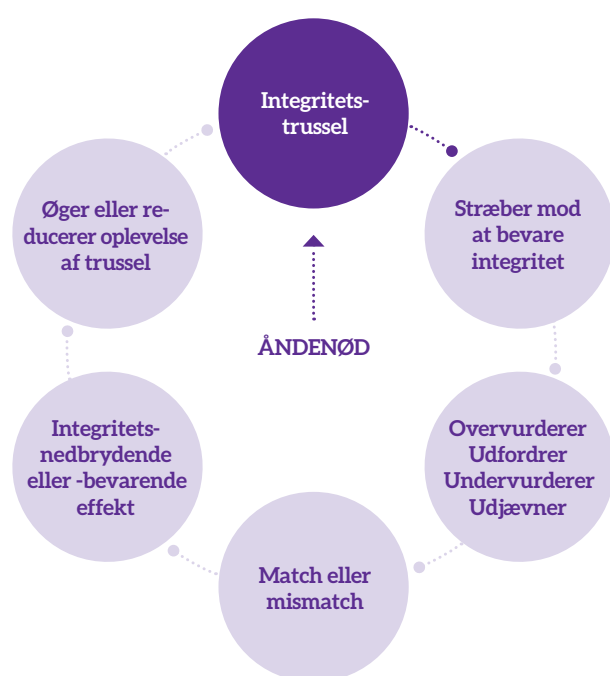 Integritets-
trussel
Stræber mod
at bevare
integritet
Overvurderer
Udfordrer
Undervurderer
Udjævner
Match eller
mismatch
Integritets-
nedbrydende
eller -bevarende
effekt
Øger eller re-
ducerer oplevelse
af trussel
ÅNDENØD